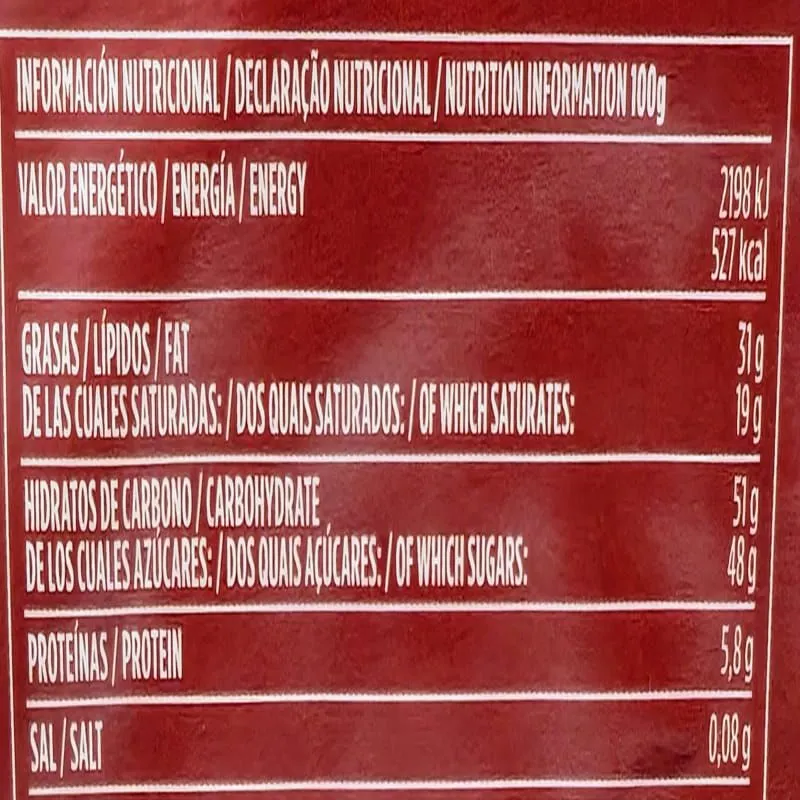 INFORMACIÓN NUTRICIONAL / DECLARAÇÃO NUTRICIONAL / NUTRITION INFORMATION 100g
VALOR ENERGÉTICO / ENERGÍA / ENERGY 2198 kJ
527 kcal
GRASAS / LÍPIDOS / FAT 31 g
DE LAS CUALES SATURADAS: / DOS QUAIS SATURADOS: / OF WHICH SATURATES: 19 g
HIDRATOS DE CARBONO / CARBOHYDRATE 51 g
DE LOS CUALES AZÚCARES: / DOS QUAIS AÇÚCARES: / OF WHICH SUGARS: 48 g
PROTEÍNAS / PROTEIN 5,8 g
SAL / SALT 0,08 g